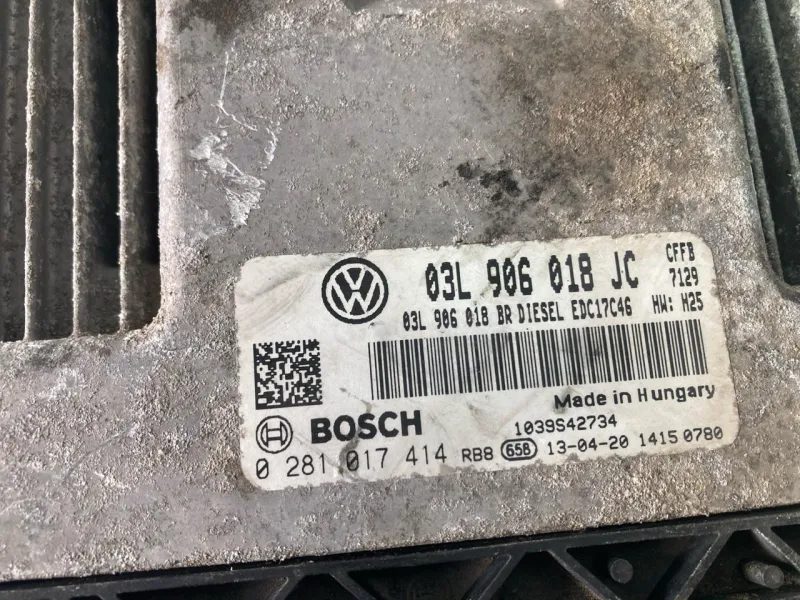 03L 906 018 JC CFFB
7129
03L 906 018 BR DIESEL EDC17C46 HW: H25
Made in Hungary
BOSCH 1039S42734
0 281 017 414 RB8 658 13-04-20 1415 0780